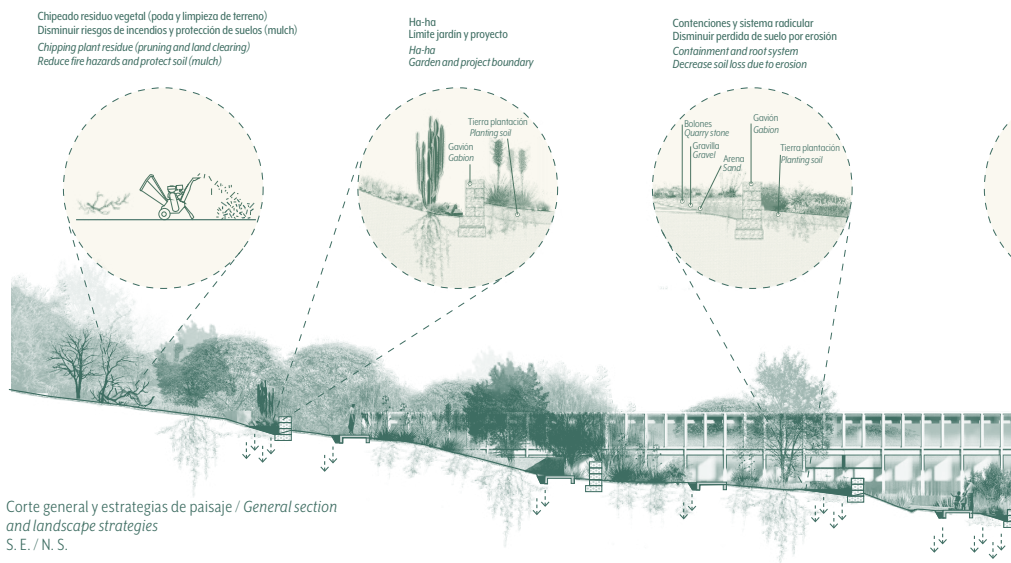 Chipeado residuo vegetal (poda y limpieza de terreno)
Disminuir riesgos de incendios y protección de suelos (mulch)
Chipping plant residue (pruning and land clearing)
Reduce fire hazards and protect soil (mulch)
Ha-ha
Límite jardín y proyecto
Ha-ha
Garden and project boundary
Contenciones y sistema radicular
Disminuir perdida de suelo por erosión
Containment and root system
Decrease soil loss due to erosion
Tierra plantación
Planting soil
Gavión
Gabion
Bolones
Quarry stone
Gravilla
Gravel
Arena
Sand
Gavión
Gabion
Tierra plantación
Planting soil
Corte general y estrategias de paisaje / General section
and landscape strategies
S. E. / N. S.